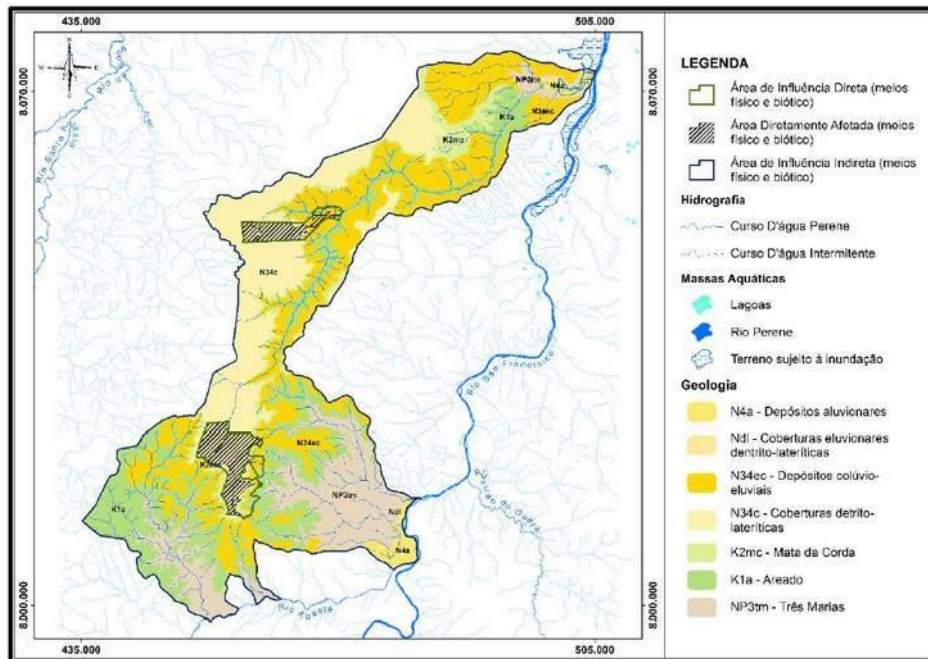 435.000
505.000
8.070.000
8.070.000
8.000.000
8.000.000
435.000
505.000
N
W
E
S
Rio Santo
Rio São Francisco
Rio Abaeté
NP3tm
N4a
N34ec
K1a
K2mc
N34c
N34ec
K1a
NP3tm
Ndl
N4a
LEGENDA
Área de Influência Direta (meios
físico e biótico)
Área Diretamente Afetada (meios
físico e biótico)
Área de Influência Indireta (meios
físico e biótico)
Hidrografia
Curso D'água Perene
Curso D'água Intermitente
Massas Aquáticas
Lagoas
Rio Perene
Terreno sujeito à inundação
Geologia
N4a - Depósitos aluvionares
Ndl - Coberturas eluvionares
dentrito-lateríticas
N34ec - Depósitos colúvio-
eluviais
N34c - Coberturas detrito-
lateríticas
K2mc - Mata da Corda
K1a - Areado
NP3tm - Três Marias